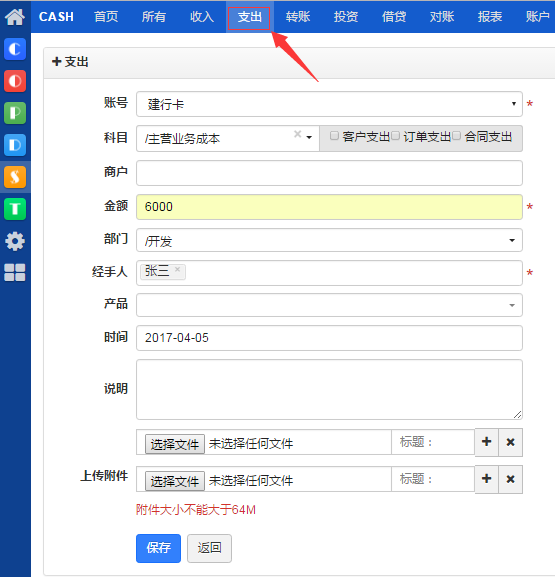 CASH 首页 所有 收入 支出 转账 投资 借贷 对账 报表 账户
C
O
P
D
S
T
支出
账号 建行卡 *
科目 /主营业务成本 × 客户支出 订单支出 合同支出
商户
金额 6000 *
部门 /开发
经手人 张三 × *
产品
时间 2017-04-05
说明
选择文件 未选择任何文件 标题：
上传附件 选择文件 未选择任何文件 标题：
附件大小不能大于64M
保存 返回